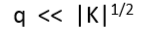 q << |K|^{1/2}